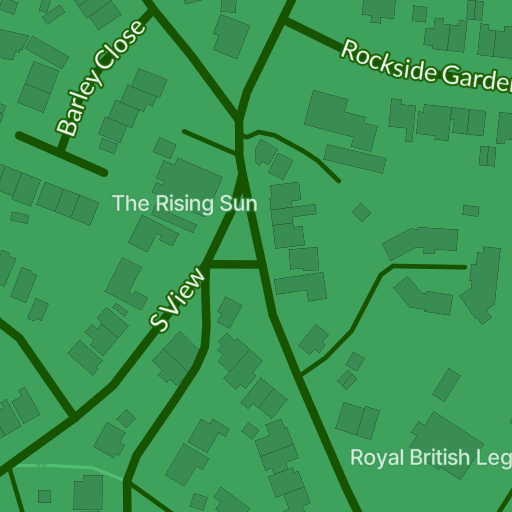 Barley Close
Rockside Garden
The Rising Sun
S View
Royal British Leg